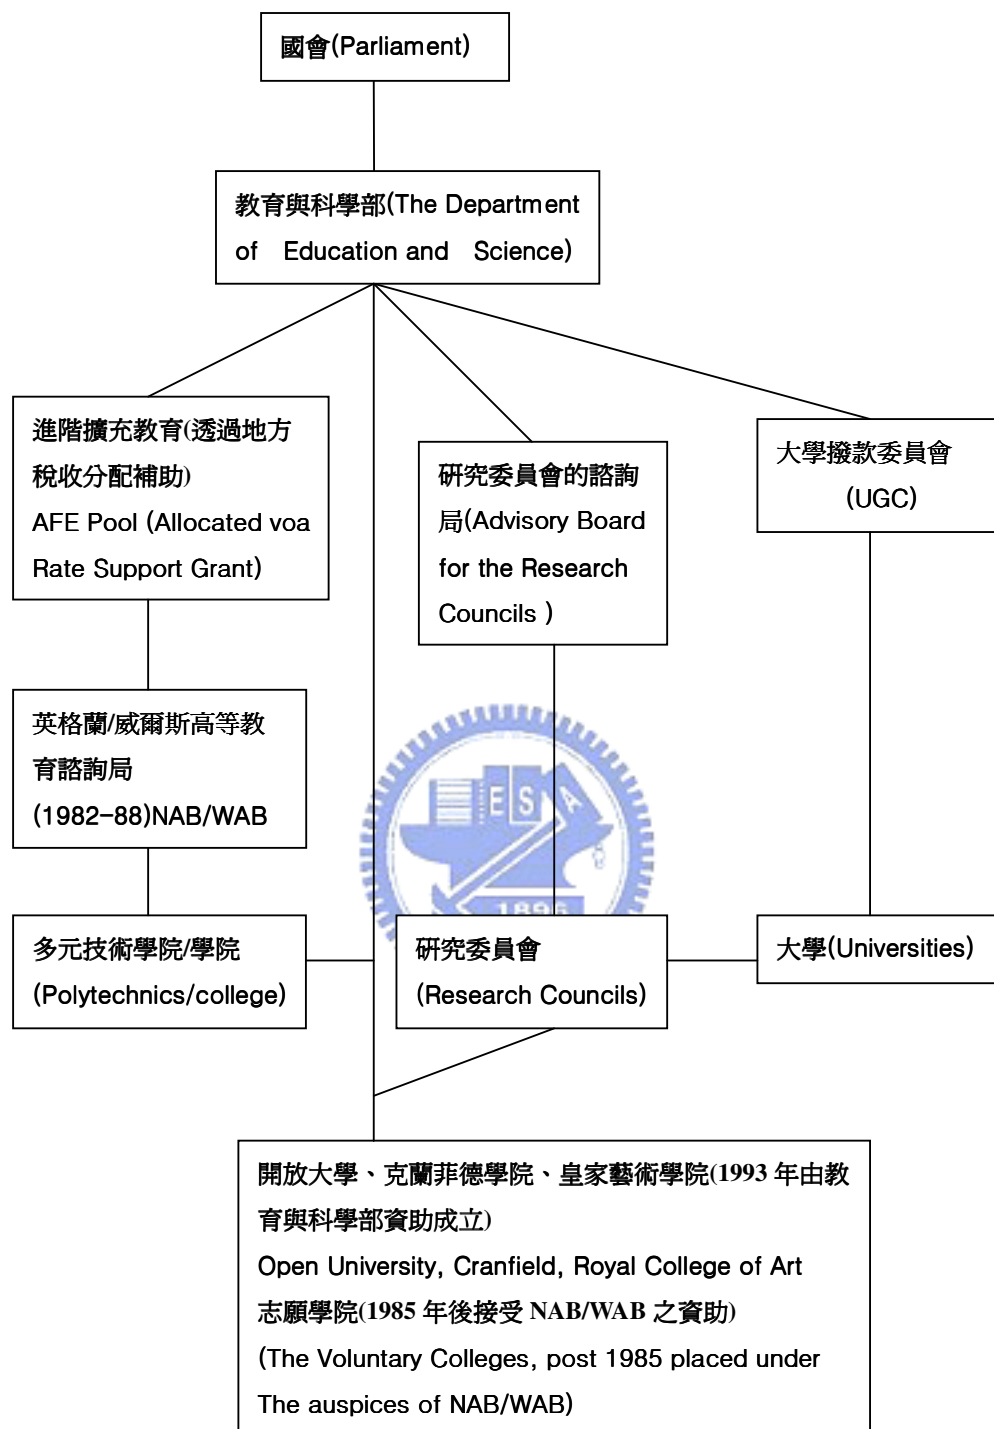 國會(Parliament)
教育與科學部(The Department
of Education and Science)
進階擴充教育(透過地方
稅收分配補助)
AFE Pool (Allocated voa
Rate Support Grant)
研究委員會的諮詢
局(Advisory Board
for the Research
Councils )
大學撥款委員會
(UGC)
英格蘭/威爾斯高等教
育諮詢局
(1982-88)NAB/WAB
E S A
1896
多元技術學院/學院
(Polytechnics/college)
研究委員會
(Research Councils)
大學(Universities)
開放大學、克蘭菲德學院、皇家藝術學院(1993 年由教
育與科學部資助成立)
Open University, Cranfield, Royal College of Art
志願學院(1985 年後接受 NAB/WAB 之資助)
(The Voluntary Colleges, post 1985 placed under
The auspices of NAB/WAB)